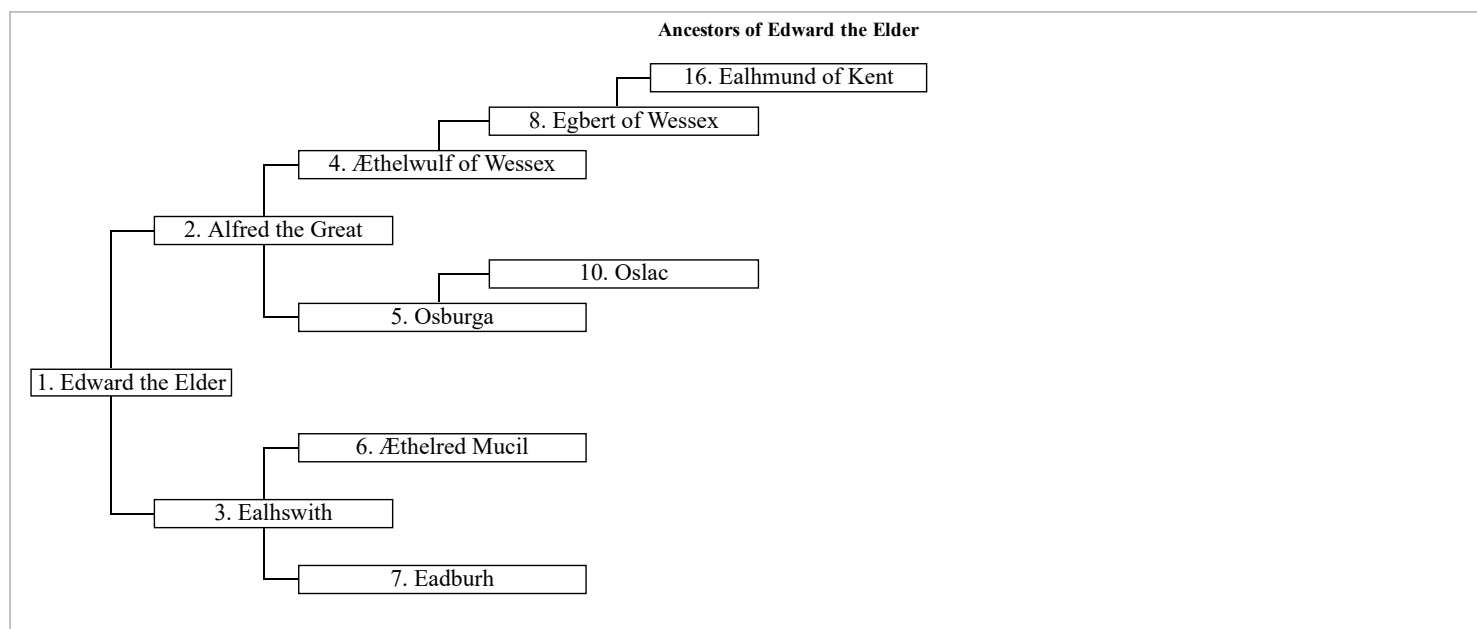 Ancestors of Edward the Elder
16. Ealhmund of Kent
8. Egbert of Wessex
4. Æthelwulf of Wessex
2. Alfred the Great
10. Oslac
5. Osburga
1. Edward the Elder
6. Æthelred Mucil
3. Ealhswith
7. Eadburh